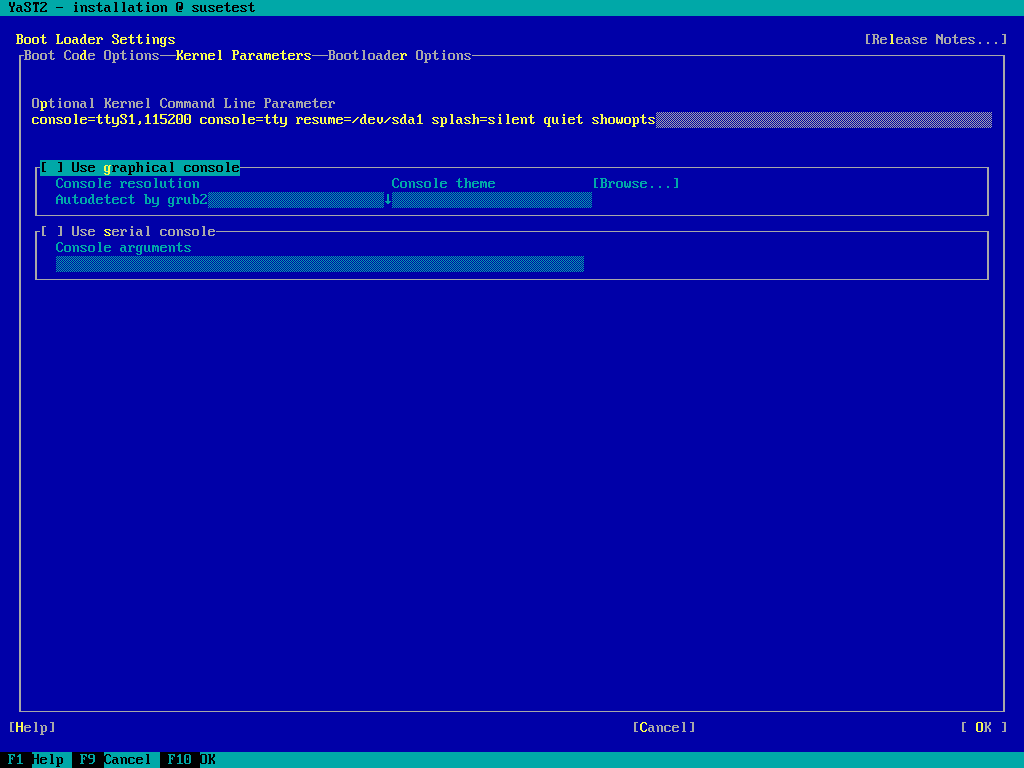 YaST2 - installation @ susetest
Boot Loader Settings [Release Notes...]
Boot Code Options Kernel Parameters Bootloader Options
Optional Kernel Command Line Parameter
console=ttyS1,115200 console=tty resume=/dev/sda1 splash=silent quiet showopts
[ ] Use graphical console
Console resolution Console theme [Browse...]
Autodetect by grub2 ↓
[ ] Use serial console
Console arguments
[Help] [Cancel] [ OK ]
F1 Help F9 Cancel F10 OK